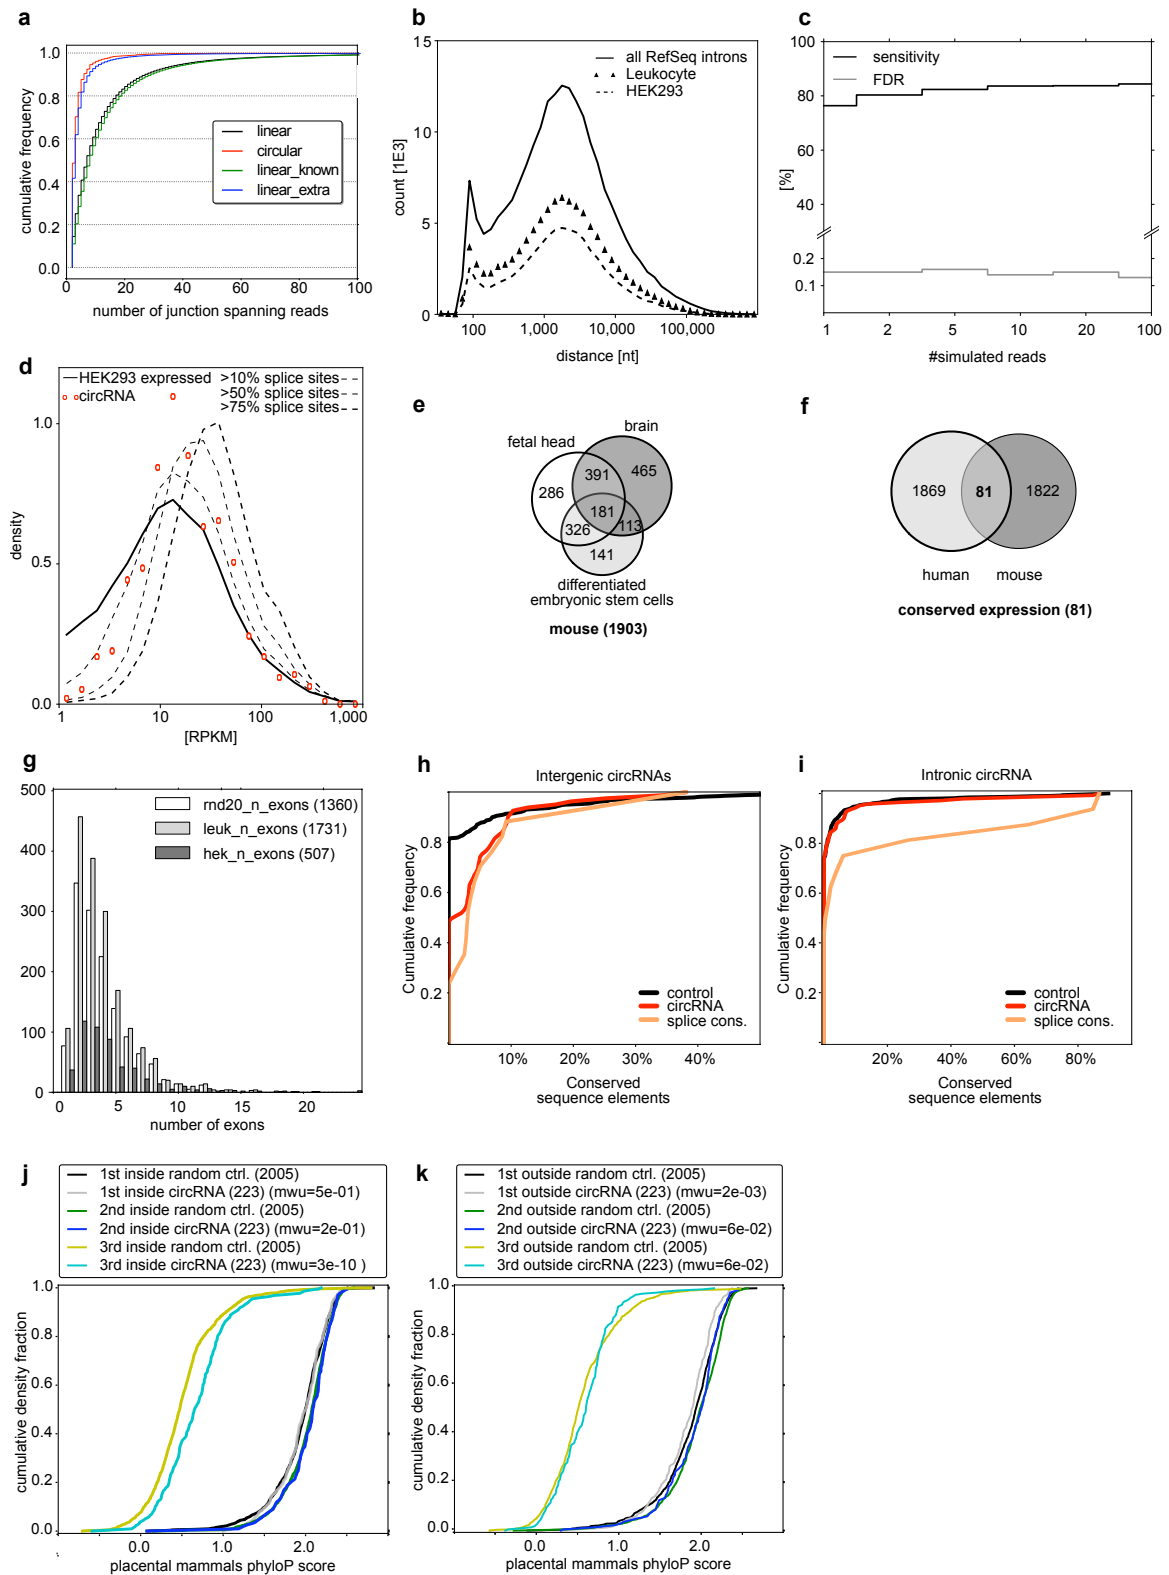 a
1.0
0.8
0.6
0.4
0.2
0.0
cumulative frequency
linear
circular
linear_known
linear_extra
0 20 40 60 80 100
number of junction spanning reads
b
15
10
5
0
count [1E3]
all RefSeq introns
Leukocyte
HEK293
100 1,000 10,000 100,000
distance [nt]
c
100
80
60
40
0.2
0.1
[%]
sensitivity
FDR
1 2 5 10 20 100
#simulated reads
d
HEK293 expressed
circRNA
>10% splice sites
>50% splice sites
>75% splice sites
1.0
0.5
0.0
density
1 10 100 1,000
[RPKM]
e
brain
fetal head
391 465
286
181
326 113
141
differentiated
embryonic stem cells
mouse (1903)
f
1869 81 1822
human mouse
conserved expression (81)
g
500
400
300
200
100
0
rnd20_n_exons (1360)
leuk_n_exons (1731)
hek_n_exons (507)
0 5 10 15 20
number of exons
h
Intergenic circRNAs
0.8
0.6
0.4
0.2
Cumulative frequency
control
circRNA
splice cons.
10% 20% 30% 40%
Conserved
sequence elements
i
Intronic circRNA
0.8
0.6
0.4
0.2
Cumulative frequency
control
circRNA
splice cons.
20% 40% 60% 80%
Conserved
sequence elements
j
1st inside random ctrl. (2005)
1st inside circRNA (223) (mwu=5e-01)
2nd inside random ctrl. (2005)
2nd inside circRNA (223) (mwu=2e-01)
3rd inside random ctrl. (2005)
3rd inside circRNA (223) (mwu=3e-10 )
1.0
0.8
0.6
0.4
0.2
0.0
cumulative density fraction
0.0 1.0 2.0
placental mammals phyloP score
k
1st outside random ctrl. (2005)
1st outside circRNA (223) (mwu=2e-03)
2nd outside random ctrl. (2005)
2nd outside circRNA (223) (mwu=6e-02)
3rd outside random ctrl. (2005)
3rd outside circRNA (223) (mwu=6e-02)
1.0
0.8
0.6
0.4
0.2
0.0
cumulative density fraction
0.0 1.0 2.0
placental mammals phyloP score